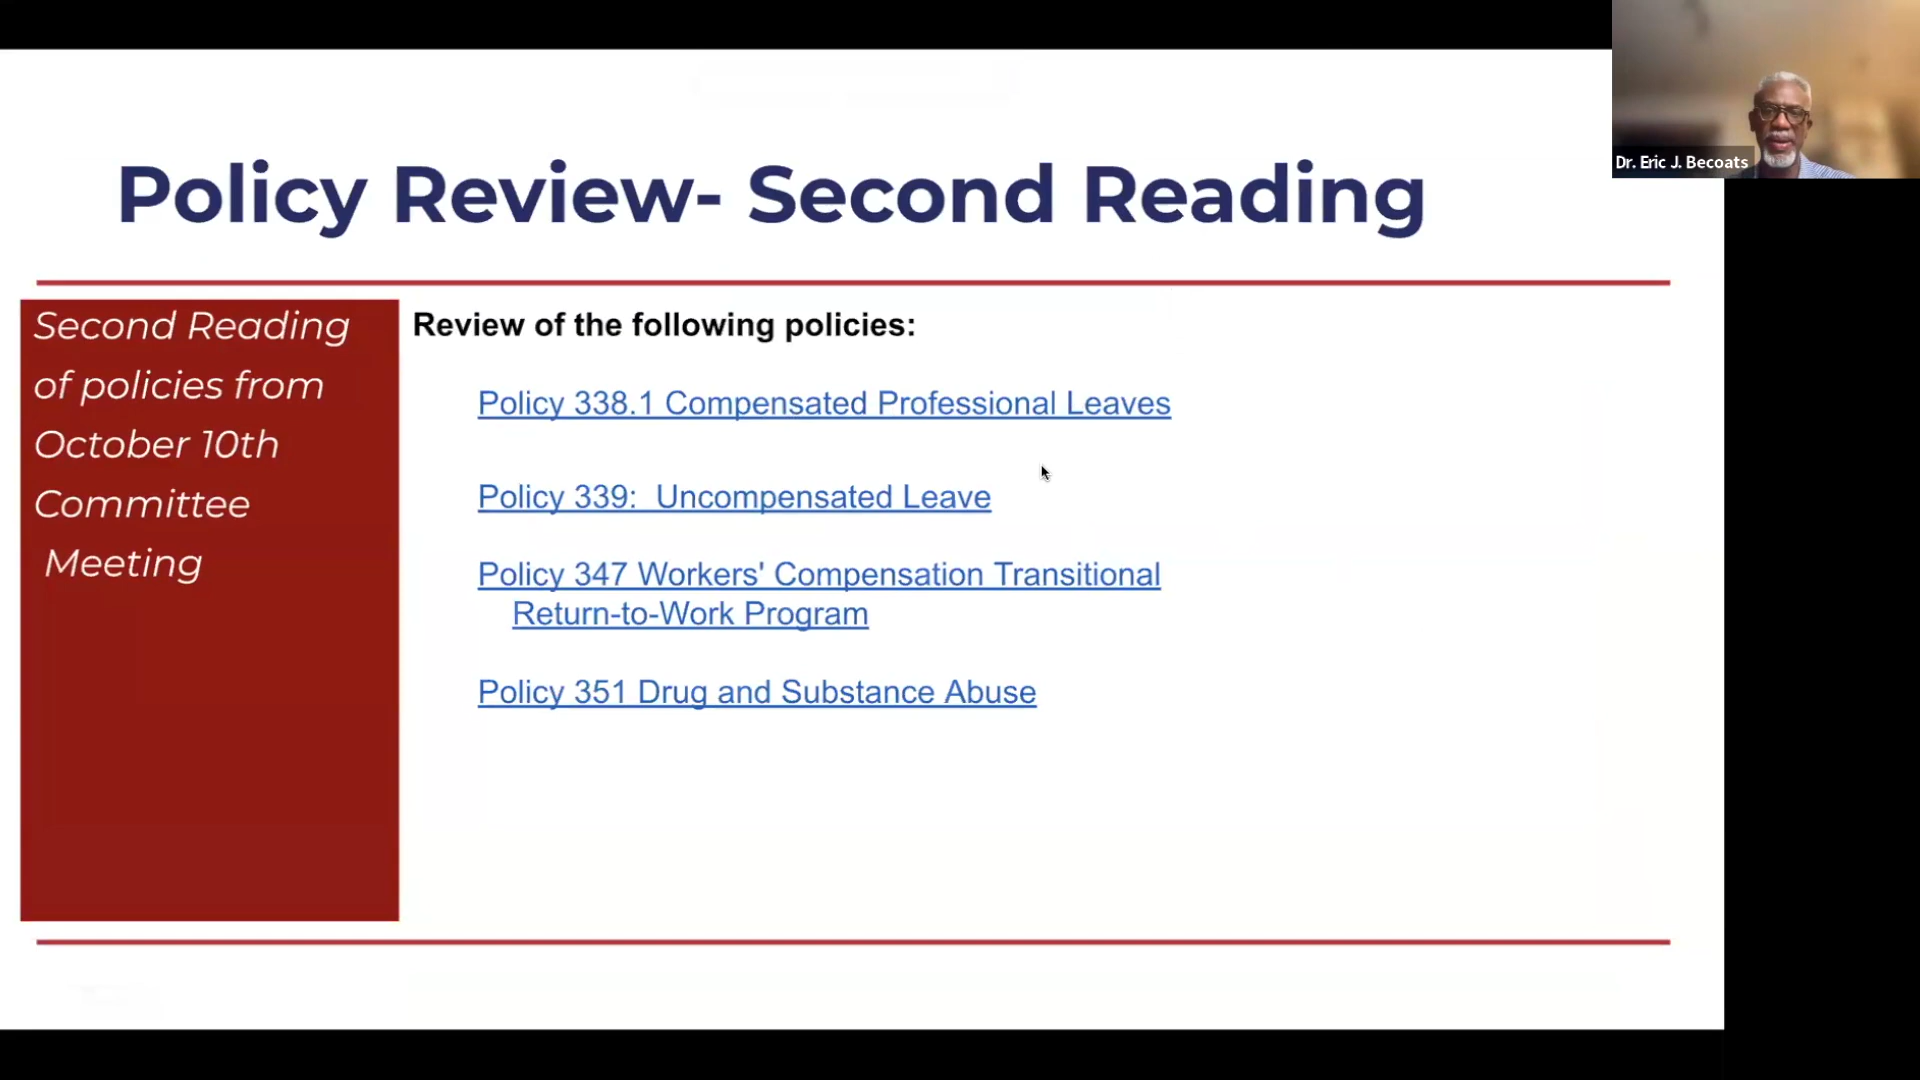 Policy Review- Second Reading
Second Reading
of policies from
October 10th
Committee
Meeting
Review of the following policies:
Policy 338.1 Compensated Professional Leaves
Policy 339:  Uncompensated Leave
Policy 347 Workers' Compensation Transitional
Return-to-Work Program
Policy 351 Drug and Substance Abuse
Dr. Eric J. Becoats